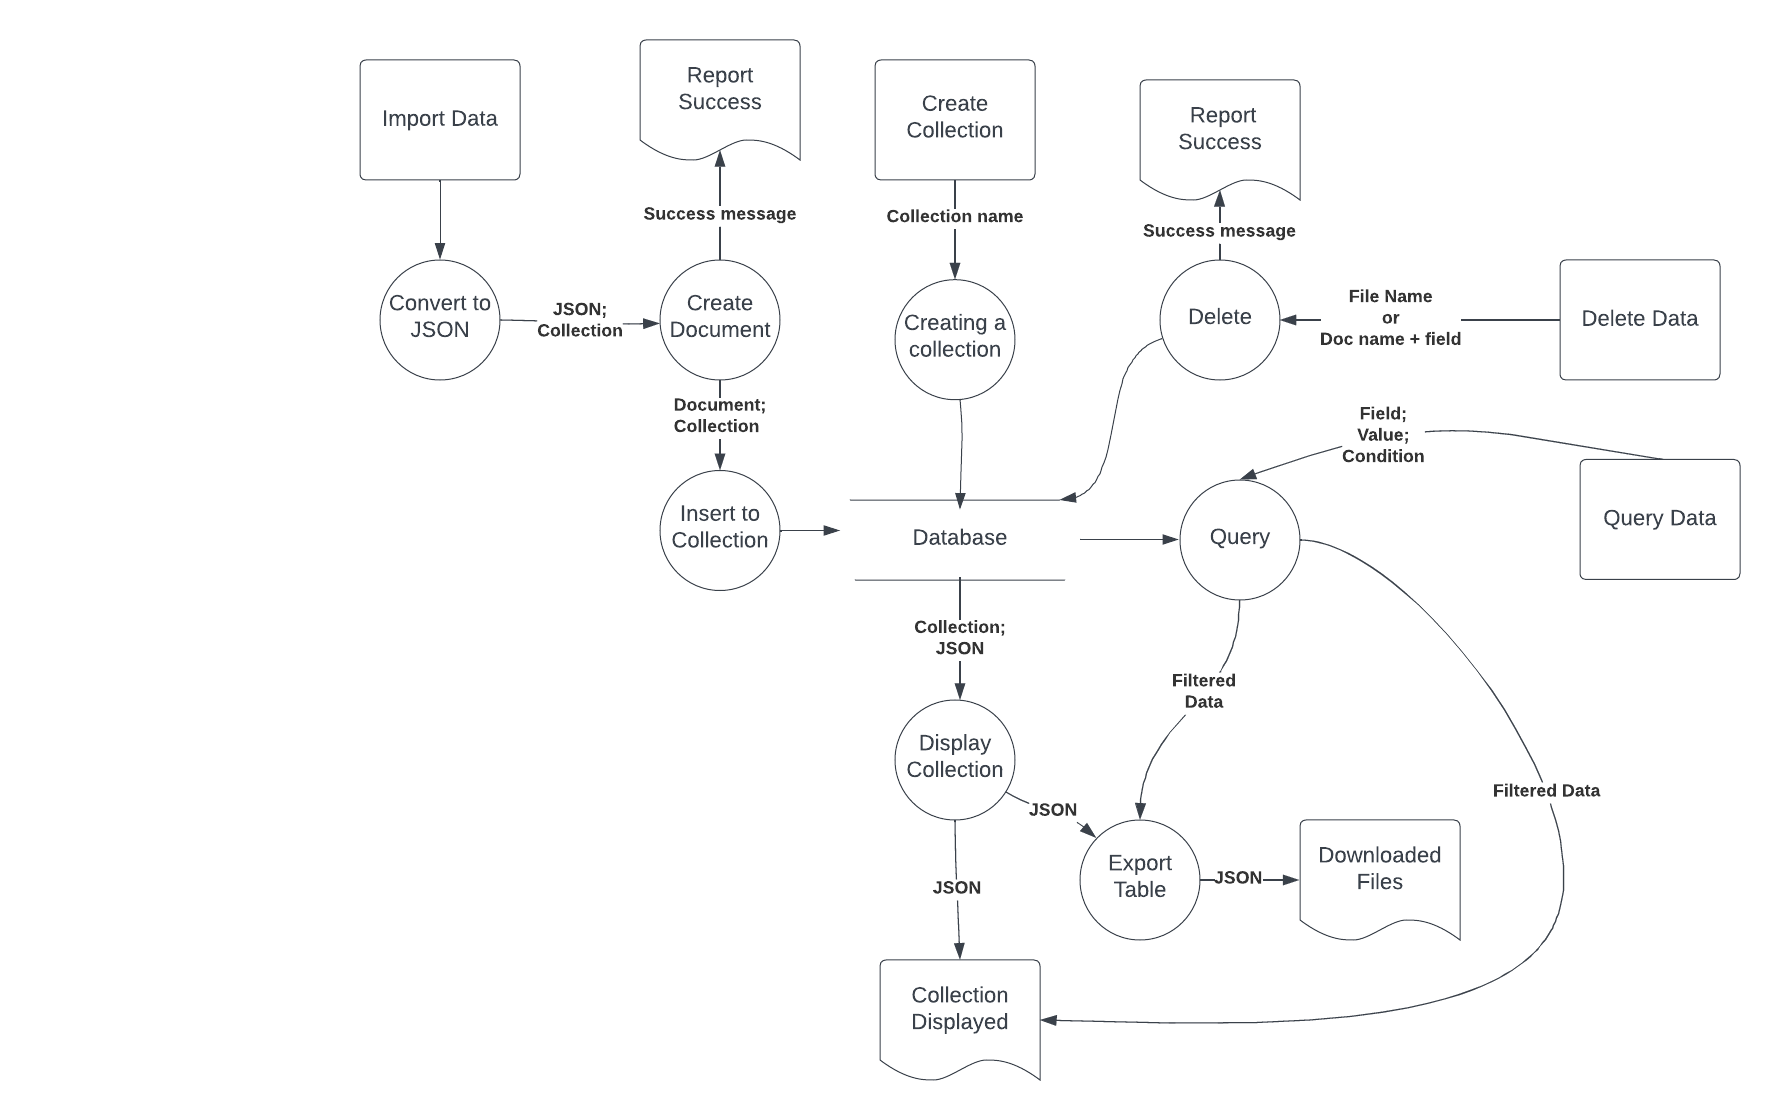 Import Data
Report
Success
Create
Collection
Report
Success
Success message
Collection name
Success message
Convert to
JSON
JSON;
Collection
Create
Document
Creating a
collection
Delete
File Name
or
Doc name + field
Delete Data
Document;
Collection
Field;
Value;
Condition
Insert to
Collection
Database
Query
Query Data
Collection;
JSON
Filtered
Data
Display
Collection
JSON
Filtered Data
Export
Table
JSON
Downloaded
Files
JSON
Collection
Displayed